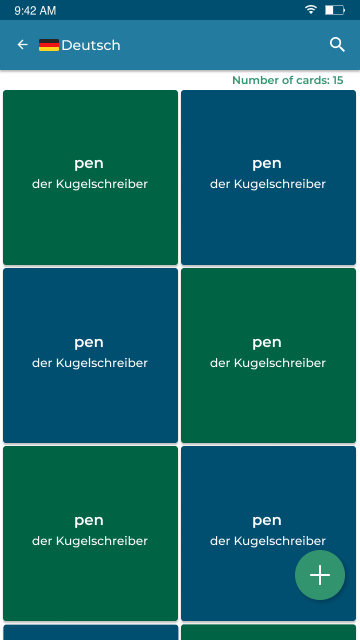 9:42 AM
Deutsch
Number of cards: 15
pen
der Kugelschreiber
pen
der Kugelschreiber
pen
der Kugelschreiber
pen
der Kugelschreiber
pen
der Kugelschreiber
pen
der Kugelschreiber